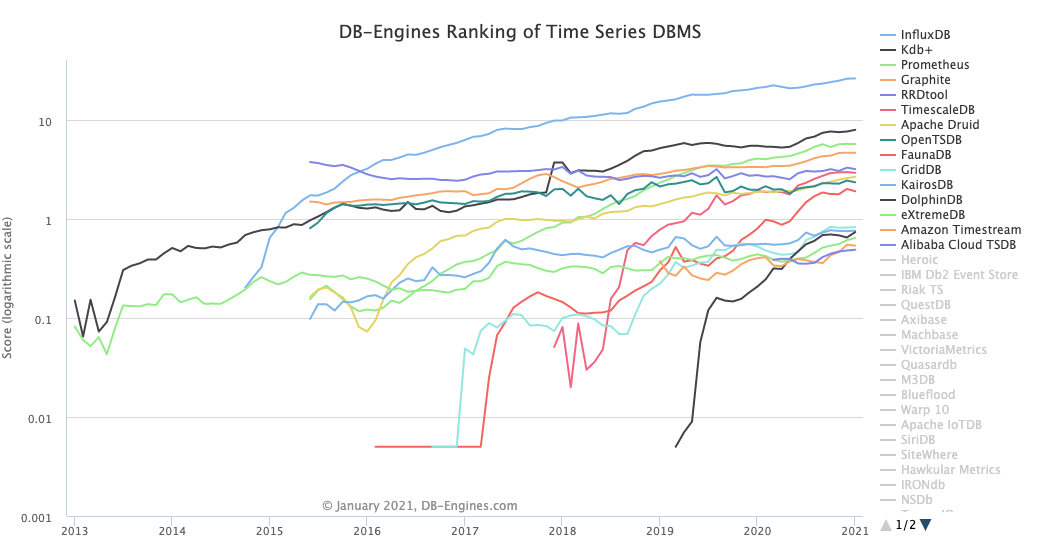 DB-Engines Ranking of Time Series DBMS
Score (logarithmic scale)
10
1
0.1
0.01
0.001
2013
2014
2015
2016
2017
2018
2019
2020
2021
© January 2021, DB-Engines.com
InfluxDB
Kdb+
Prometheus
Graphite
RRDtool
TimescaleDB
Apache Druid
OpenTSDB
FaunaDB
GridDB
KairosDB
DolphinDB
eXtremeDB
Amazon Timestream
Alibaba Cloud TSDB
Heroic
IBM Db2 Event Store
Riak TS
QuestDB
Axibase
Machbase
VictoriaMetrics
Quasardb
M3DB
Blueflood
Warp 10
Apache IoTDB
SiriDB
SiteWhere
Hawkular Metrics
IRONdb
NSDb
1/2